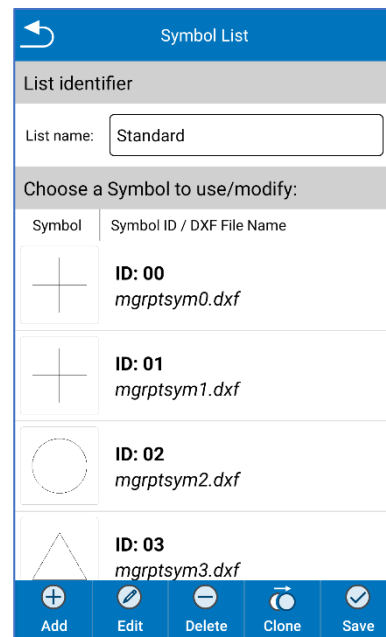 Symbol List
List identifier
List name: Standard
Choose a Symbol to use/modify:
Symbol Symbol ID / DXF File Name
ID: 00
mgrptsym0.dxf
ID: 01
mgrptsym1.dxf
ID: 02
mgrptsym2.dxf
ID: 03
mgrptsym3.dxf
Add Edit Delete Clone Save